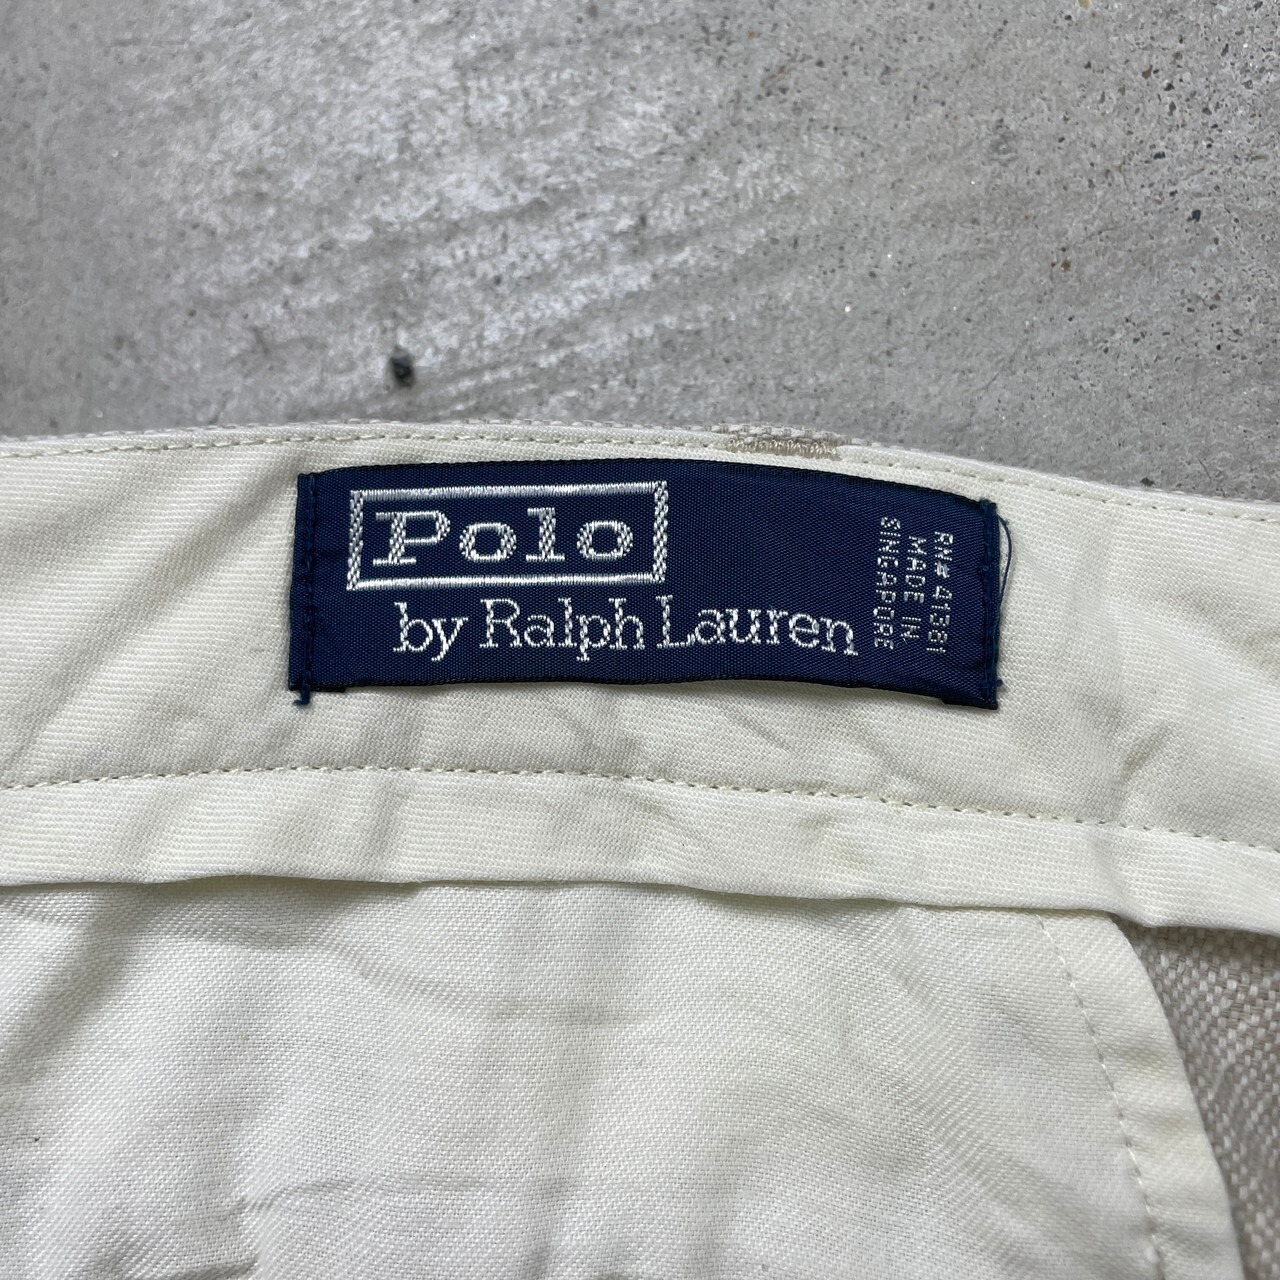 Polo
by Ralph Lauren
RN# 41381
MADE IN
SINGAPORE